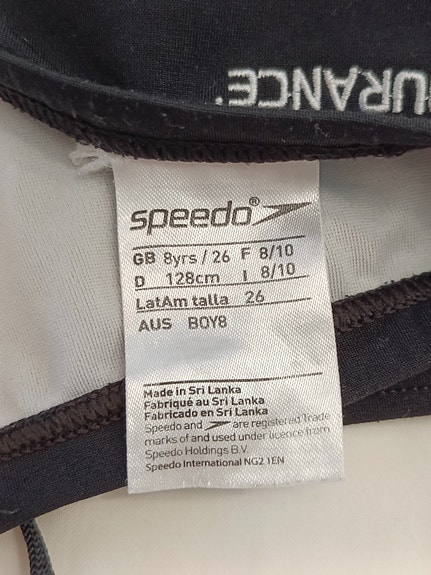 DURANCE®
speedo®
GB 8yrs / 26 F 8/10
D 128cm I 8/10
LatAm talla 26
AUS BOY8
Made in Sri Lanka
Fabriqué au Sri Lanka
Fabricado en Sri Lanka
Speedo and are registered Trade
marks of and used under licence from
Speedo Holdings B.V.
Speedo International NG2 1EN